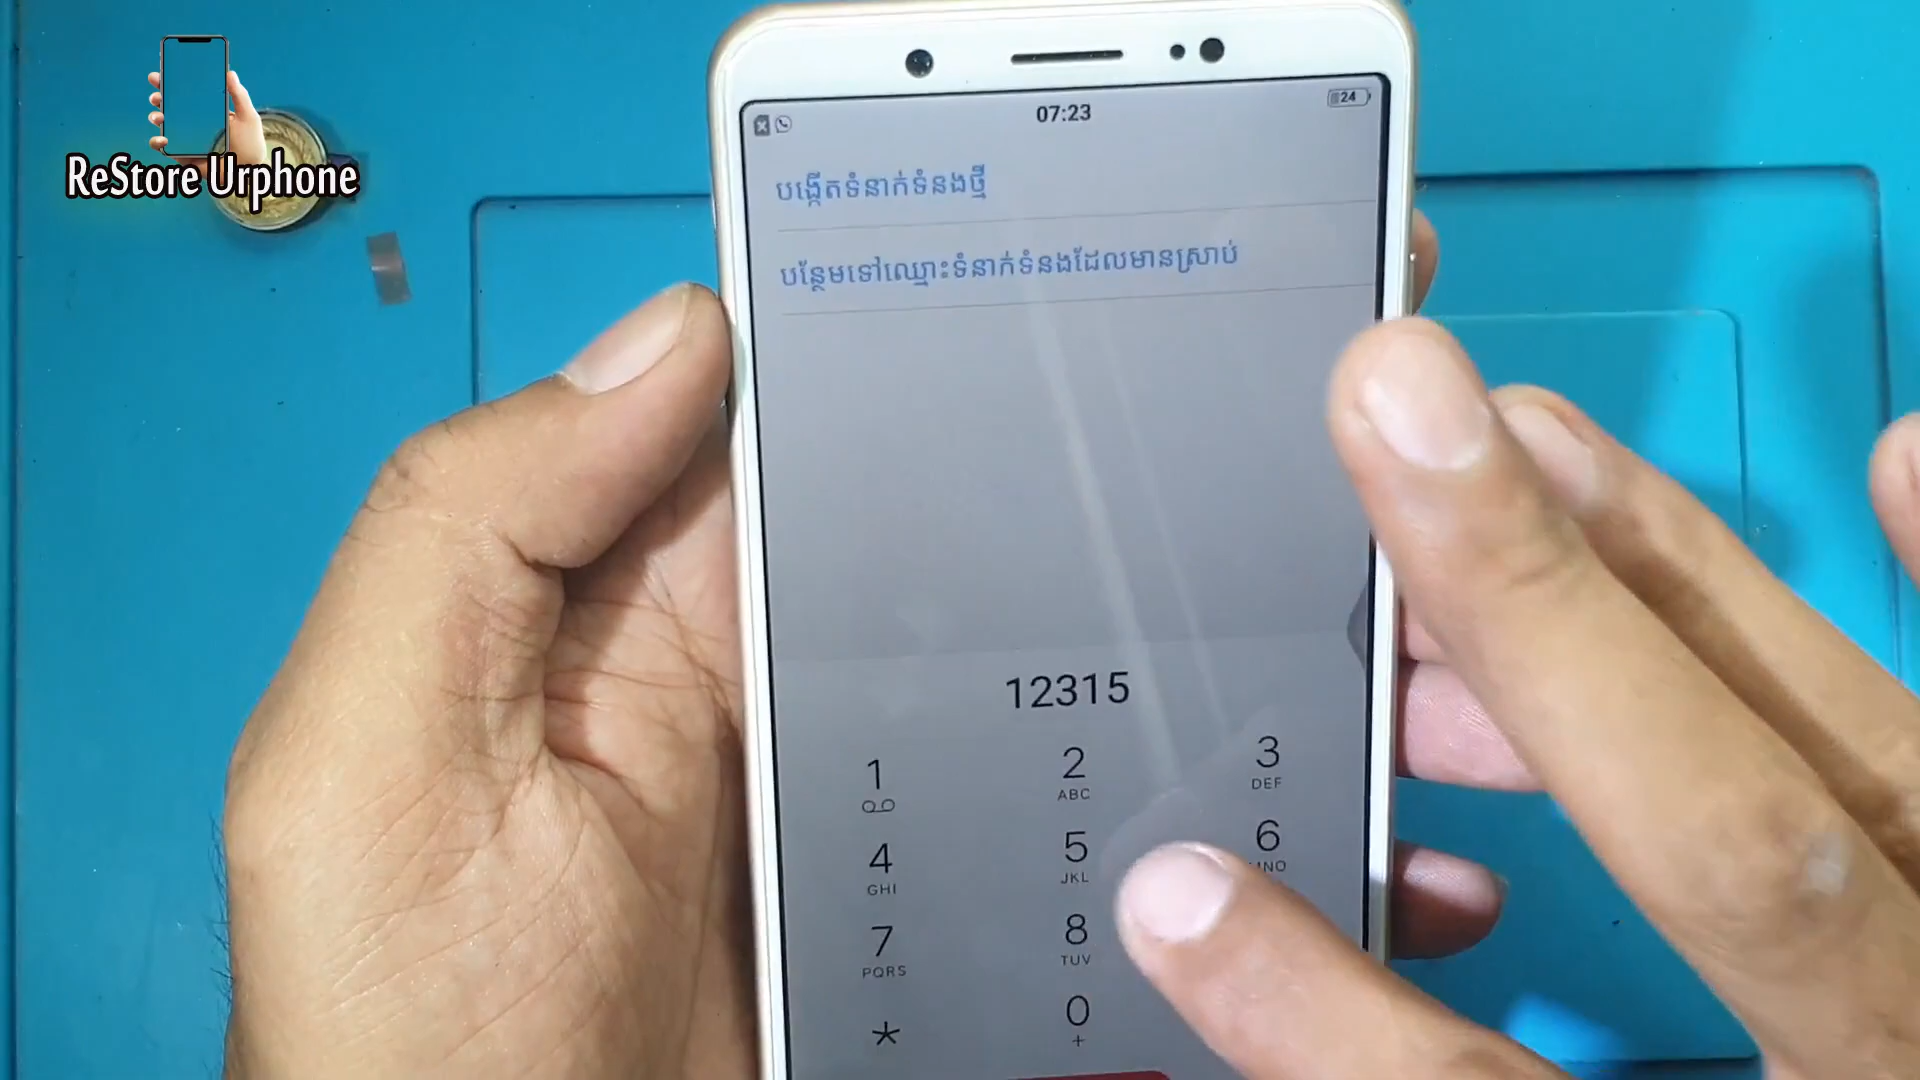 ReStore Urphone
07:23
24
បង្កើតទំនាក់ទំនងថ្មី
បន្ថែមទៅឈ្មោះទំនាក់ទំនងដែលមានស្រាប់
12315
1
2
ABC
3
DEF
4
GHI
5
JKL
6
MNO
7
PQRS
8
TUV
*
0
+